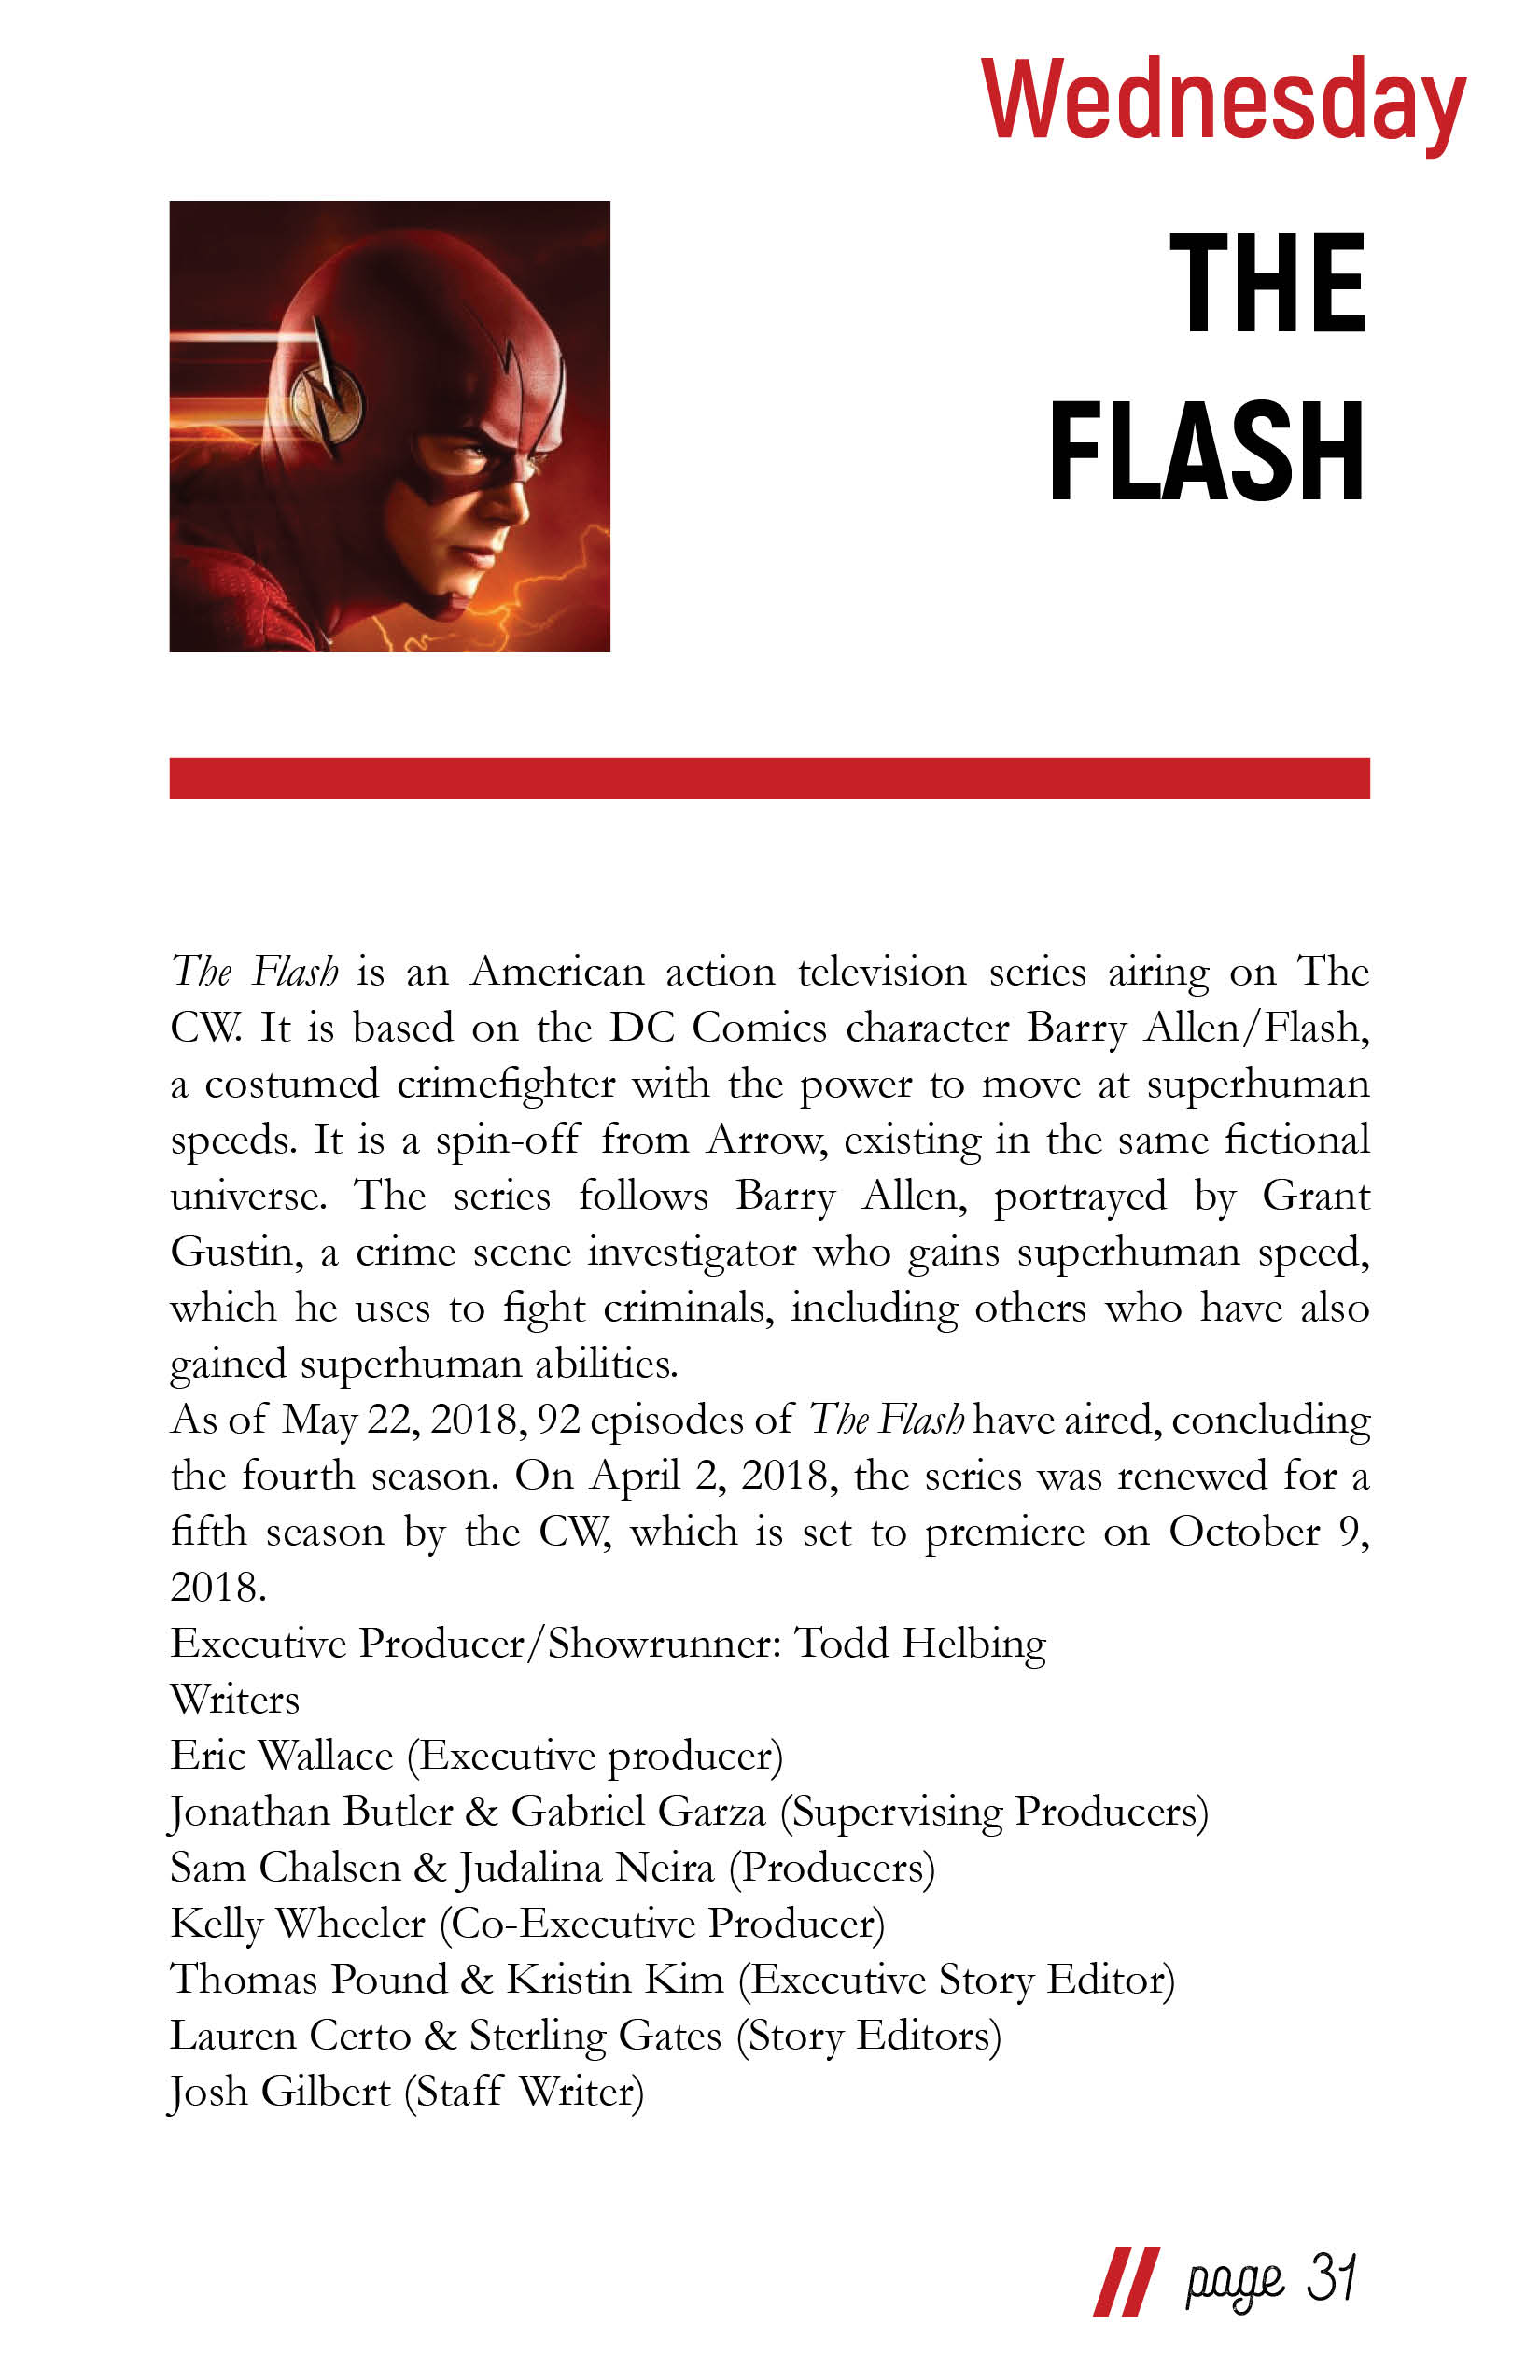 Wednesday
THE
FLASH
The Flash is an American action television series airing on The
CW. It is based on the DC Comics character Barry Allen/Flash,
a costumed crimefighter with the power to move at superhuman
speeds. It is a spin-off from Arrow, existing in the same fictional
universe. The series follows Barry Allen, portrayed by Grant
Gustin, a crime scene investigator who gains superhuman speed,
which he uses to fight criminals, including others who have also
gained superhuman abilities.
As of May 22, 2018, 92 episodes of The Flash have aired, concluding
the fourth season. On April 2, 2018, the series was renewed for a
fifth season by the CW, which is set to premiere on October 9,
2018.
Executive Producer/Showrunner: Todd Helbing
Writers
Eric Wallace (Executive producer)
Jonathan Butler & Gabriel Garza (Supervising Producers)
Sam Chalsen & Judalina Neira (Producers)
Kelly Wheeler (Co-Executive Producer)
Thomas Pound & Kristin Kim (Executive Story Editor)
Lauren Certo & Sterling Gates (Story Editors)
Josh Gilbert (Staff Writer)
// page 31